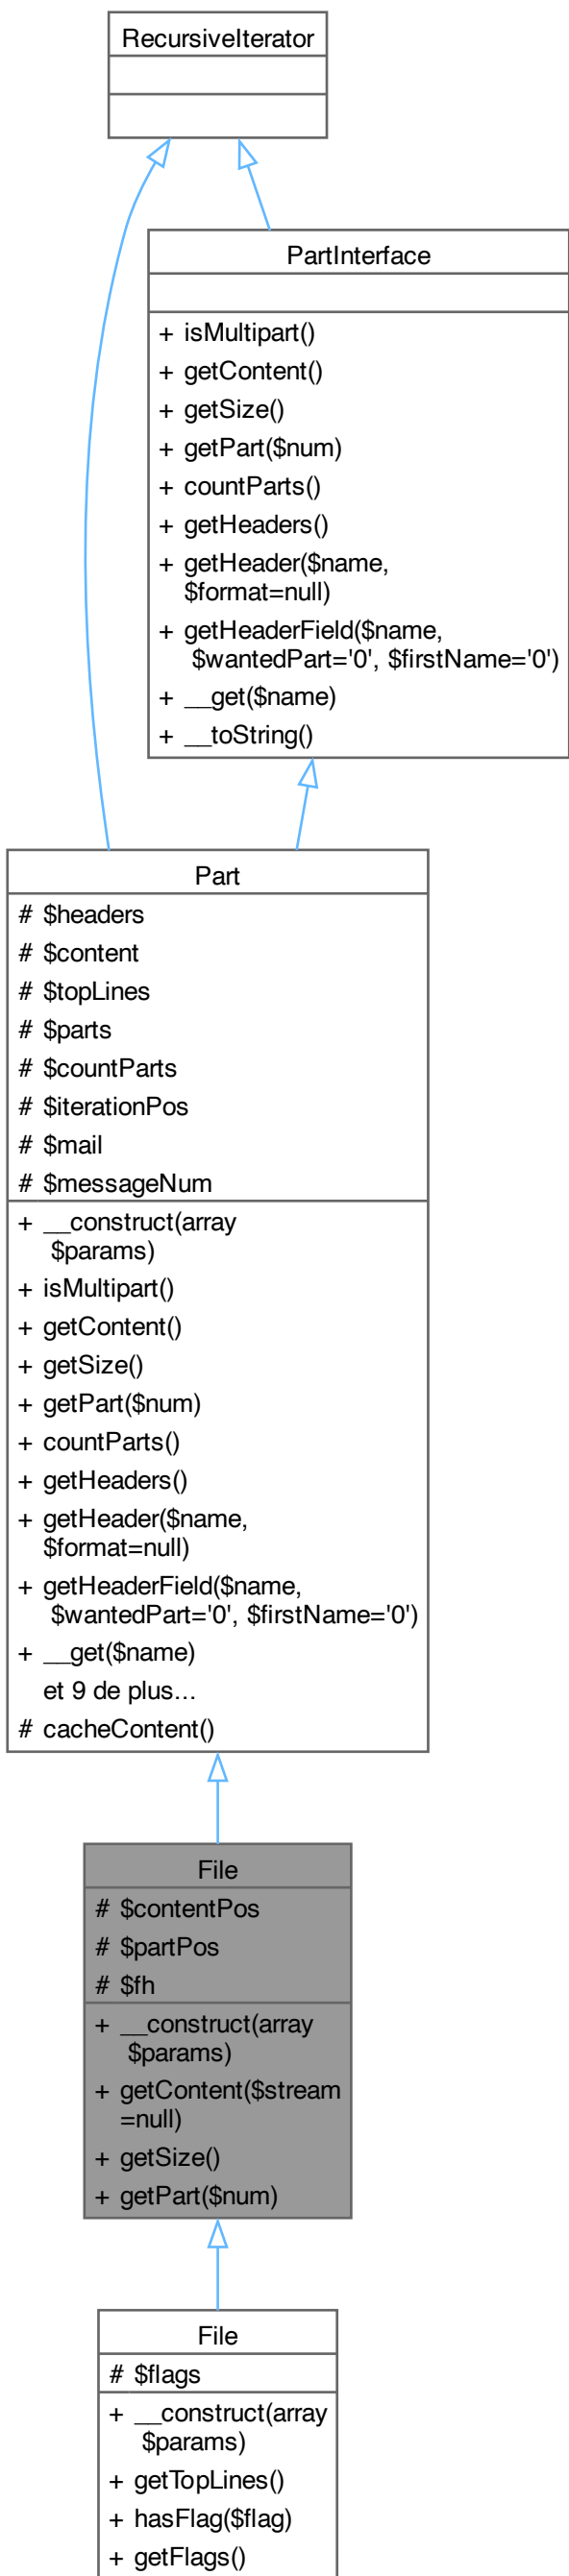 RecursiveIterator
PartInterface
+ isMultipart()
+ getContent()
+ getSize()
+ getPart($num)
+ countParts()
+ getHeaders()
+ getHeader($name,
$format=null)
+ getHeaderField($name,
$wantedPart='0', $firstName='0')
+ __get($name)
+ __toString()
Part
# $headers
# $content
# $topLines
# $parts
# $countParts
# $iterationPos
# $mail
# $messageNum
+ __construct(array
$params)
+ isMultipart()
+ getContent()
+ getSize()
+ getPart($num)
+ countParts()
+ getHeaders()
+ getHeader($name,
$format=null)
+ getHeaderField($name,
$wantedPart='0', $firstName='0')
+ __get($name)
et 9 de plus...
# cacheContent()
File
# $contentPos
# $partPos
# $fh
+ __construct(array
$params)
+ getContent($stream
=null)
+ getSize()
+ getPart($num)
File
# $flags
+ __construct(array
$params)
+ getTopLines()
+ hasFlag($flag)
+ getFlags()